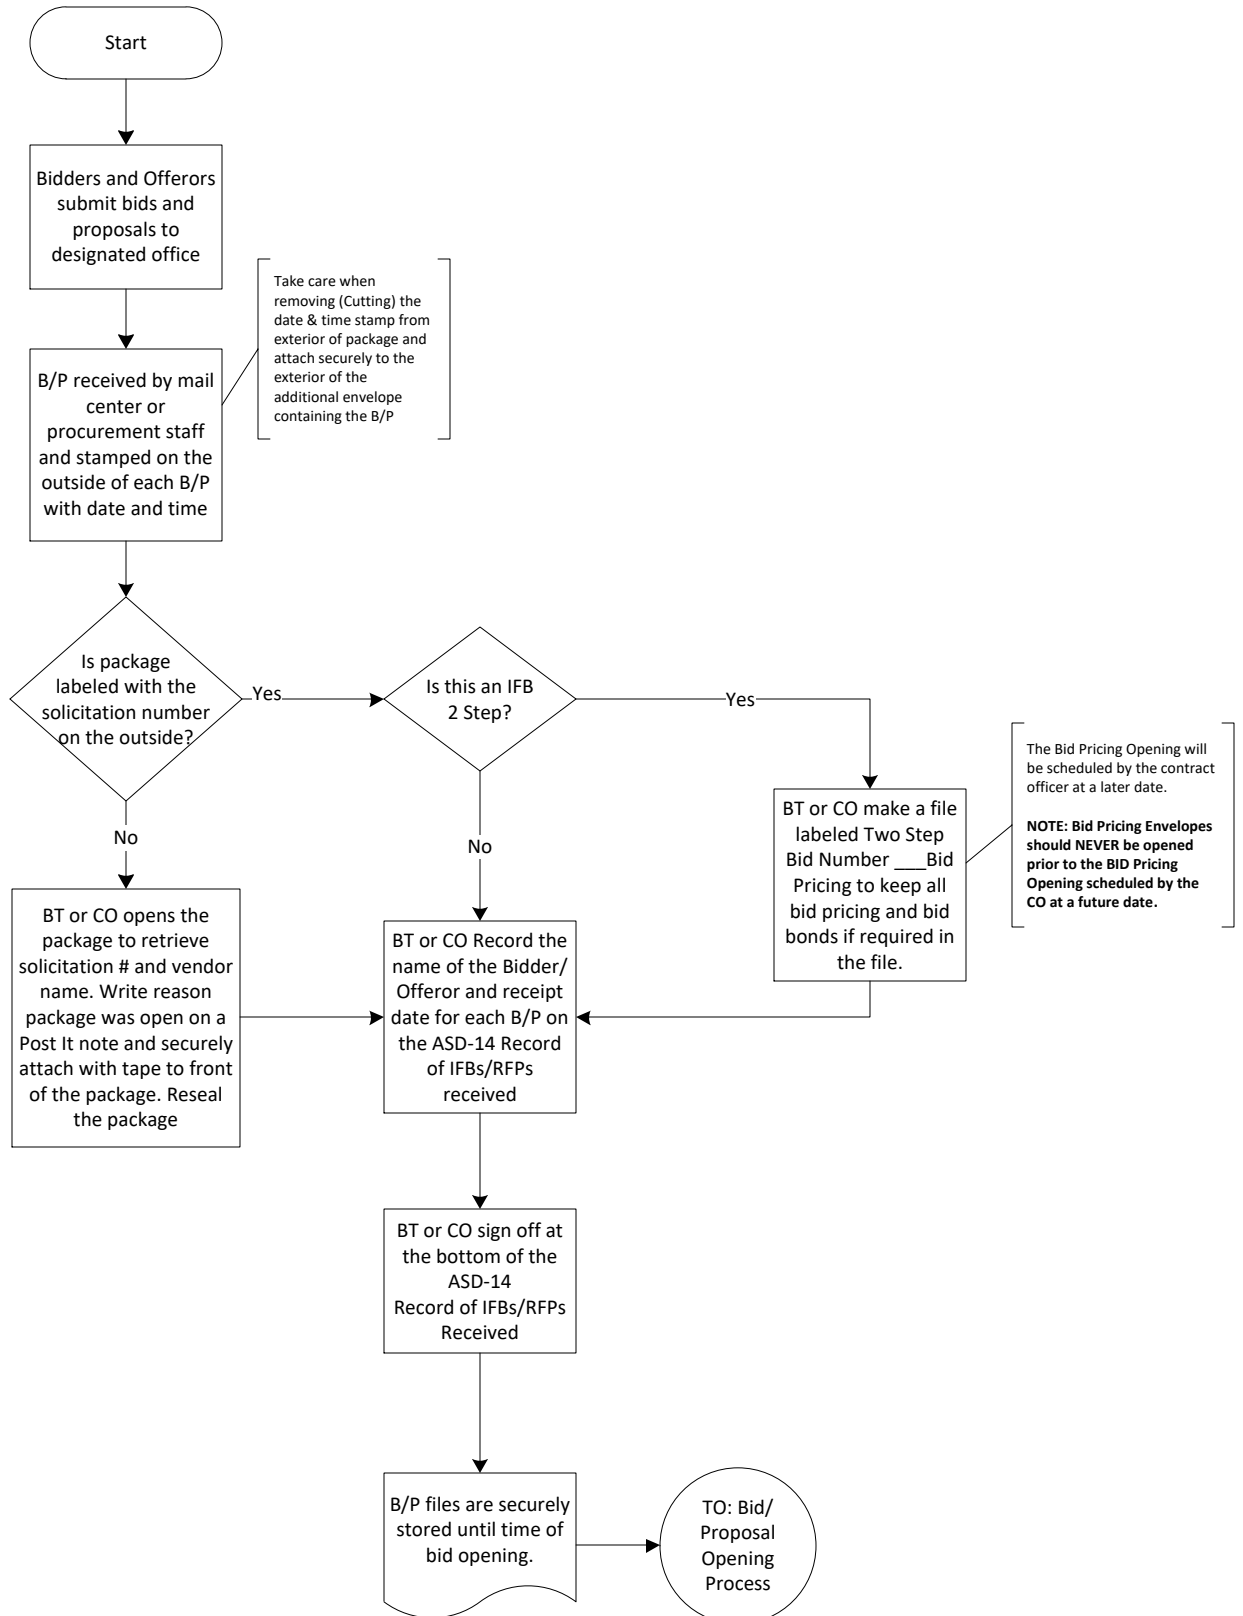 Start
Bidders and Offerors
submit bids and
proposals to
designated office
Take care when
removing (Cutting) the
date & time stamp from
exterior of package and
attach securely to the
exterior of the
additional envelope
containing the B/P
B/P received by mail
center or
procurement staff
and stamped on the
outside of each B/P
with date and time
Is package
labeled with the
solicitation number
on the outside?
Yes
Is this an IFB
2 Step?
Yes
The Bid Pricing Opening will
be scheduled by the contract
officer at a later date.
NOTE: Bid Pricing Envelopes
should NEVER be opened
prior to the BID Pricing
Opening scheduled by the
CO at a future date.
BT or CO make a file
labeled Two Step
Bid Number ___Bid
Pricing to keep all
bid pricing and bid
bonds if required in
the file.
No
No
BT or CO opens the
package to retrieve
solicitation # and vendor
name. Write reason
package was open on a
Post It note and securely
attach with tape to front
of the package. Reseal
the package
BT or CO Record the
name of the Bidder/
Offeror and receipt
date for each B/P on
the ASD-14 Record
of IFBs/RFPs
received
BT or CO sign off at
the bottom of the
ASD-14
Record of IFBs/RFPs
Received
B/P files are securely
stored until time of
bid opening.
TO: Bid/
Proposal
Opening
Process